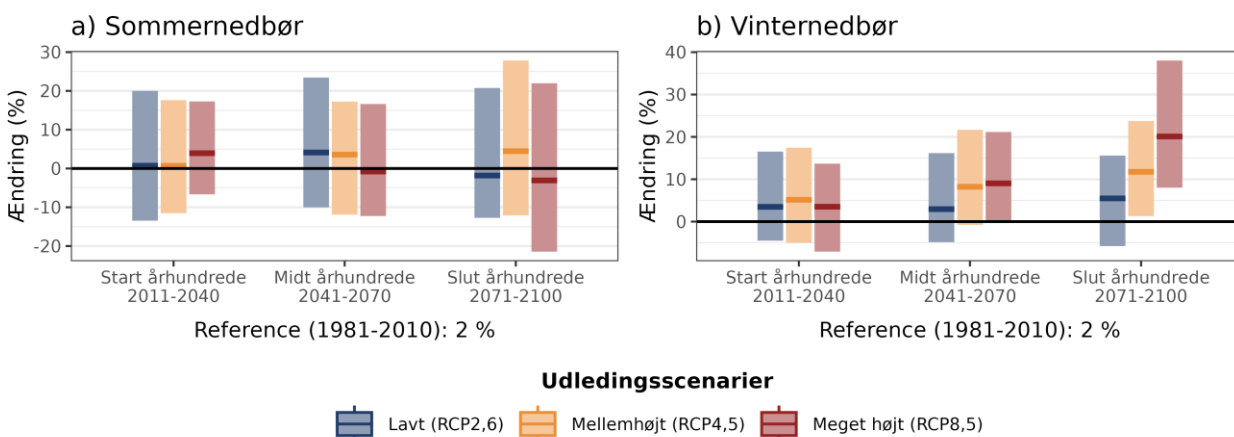 a) Sommernedbør
Ændring (%)
30
20
10
0
-10
-20
Start århundrede
2011-2040
Midt århundrede
2041-2070
Slut århundrede
2071-2100
Reference (1981-2010): 2 %
b) Vinternedbør
Ændring (%)
40
30
20
10
0
Start århundrede
2011-2040
Midt århundrede
2041-2070
Slut århundrede
2071-2100
Reference (1981-2010): 2 %
Udledingsscenarier
Lavt (RCP2,6)
Mellemhøjt (RCP4,5)
Meget højt (RCP8,5)